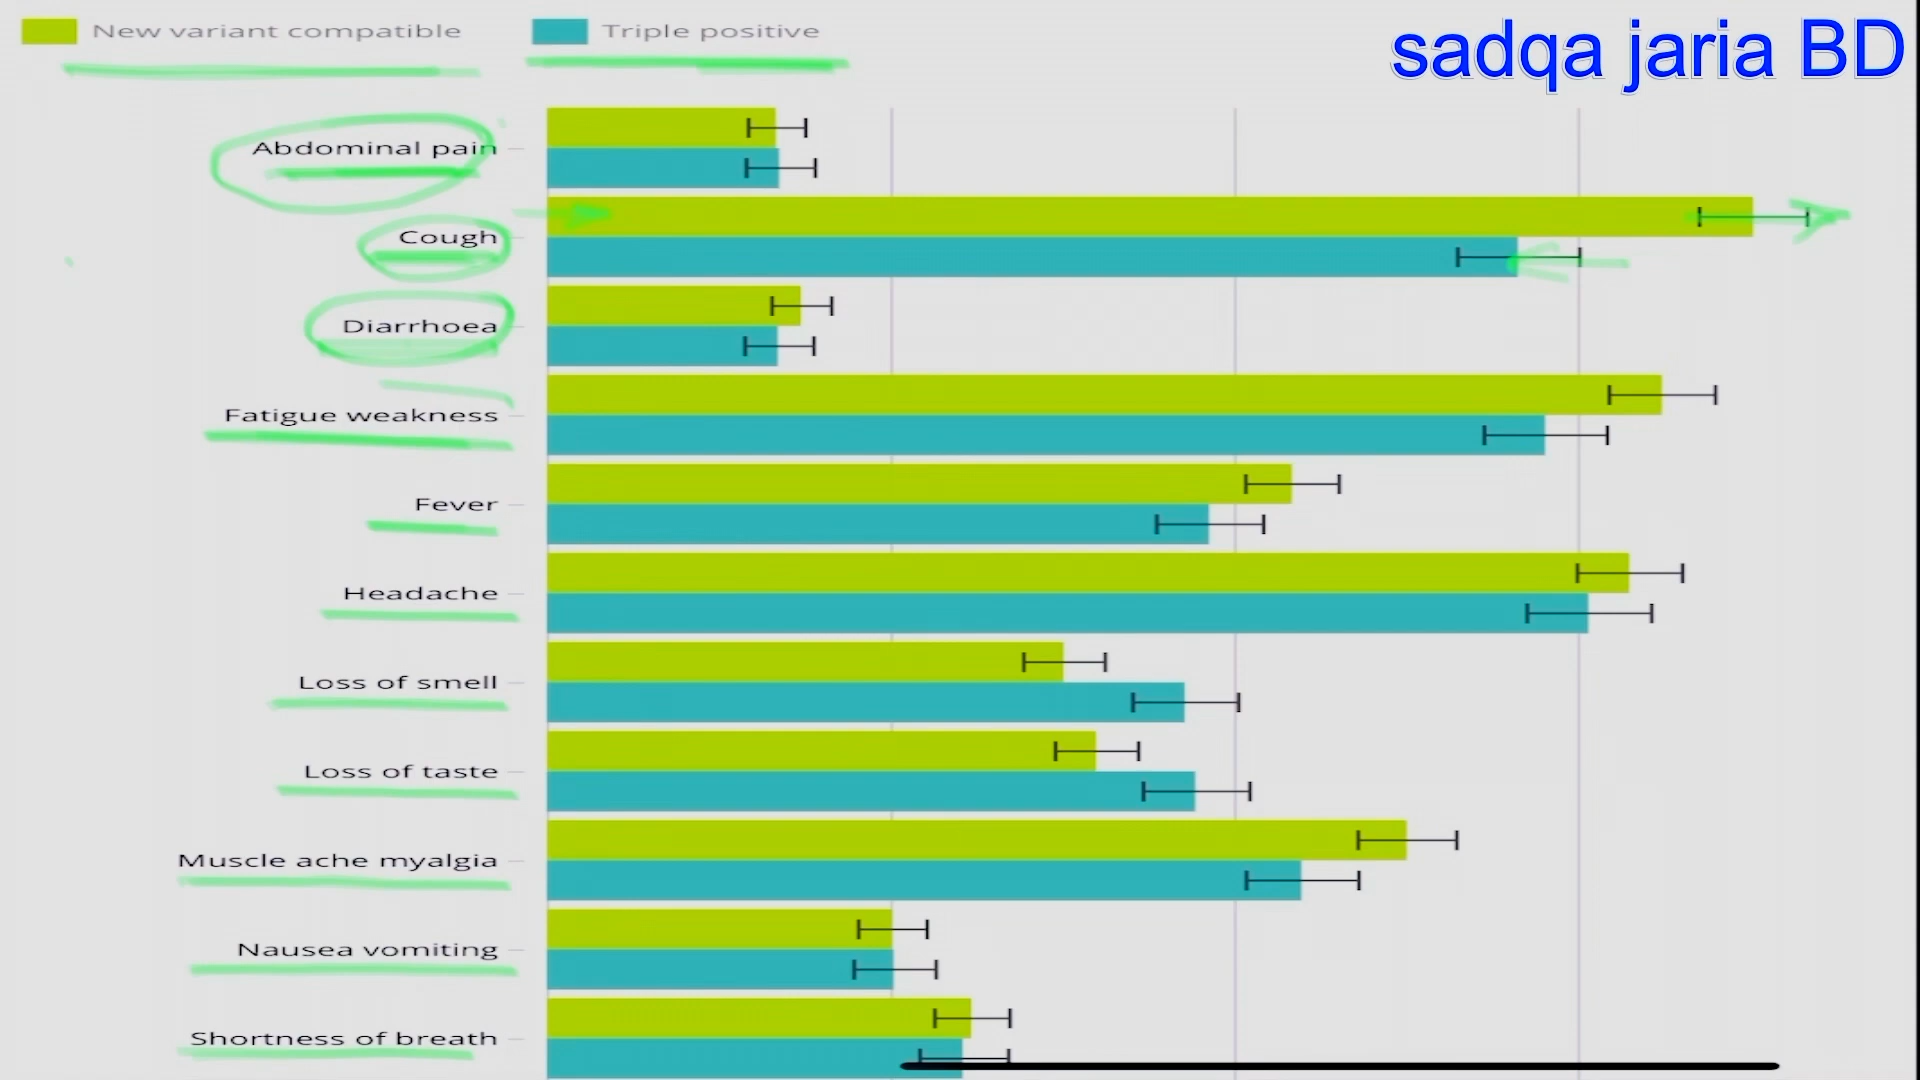 New variant compatible
Triple positive
sadqa jaria BD
Abdominal pain
Cough
Diarrhoea
Fatigue weakness
Fever
Headache
Loss of smell
Loss of taste
Muscle ache myalgia
Nausea vomiting
Shortness of breath